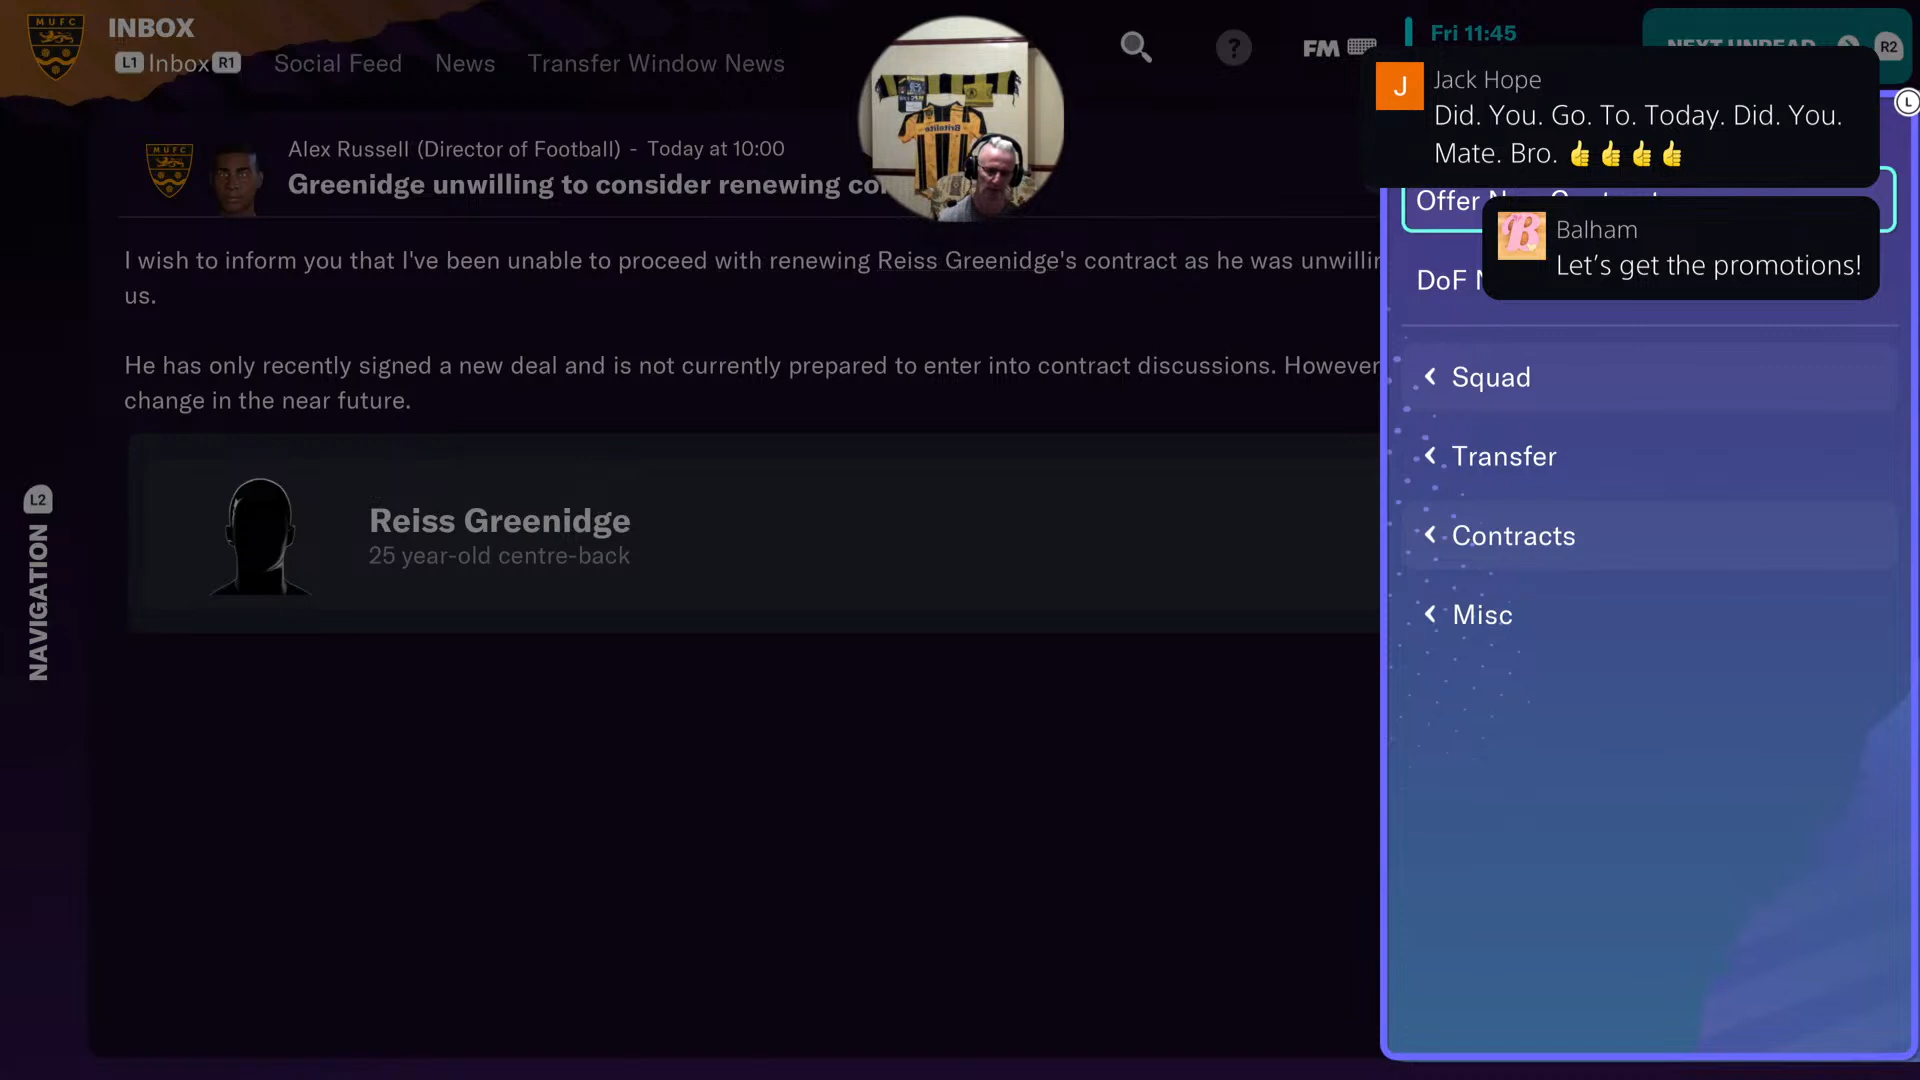 MUFC
INBOX
L1 Inbox R1 Social Feed News Transfer Window News
? FM
Fri 11:45
NEXT UNREAD R2
L
J
Jack Hope
Did. You. Go. To. Today. Did. You.
Mate. Bro. 👍 👍 👍 👍
MUFC
Alex Russell (Director of Football) - Today at 10:00
Greenidge unwilling to consider renewing
Offer
B
Balham
Let's get the promotions!
DoF
I wish to inform you that I've been unable to proceed with renewing Reiss Greenidge's contract as he was
us.
He has only recently signed a new deal and is not currently prepared to enter into contract discussions. However
change in the near future.
Reiss Greenidge
25 year-old centre-back
Squad
Transfer
Contracts
Misc
L2
NAVIGATION
Britelite